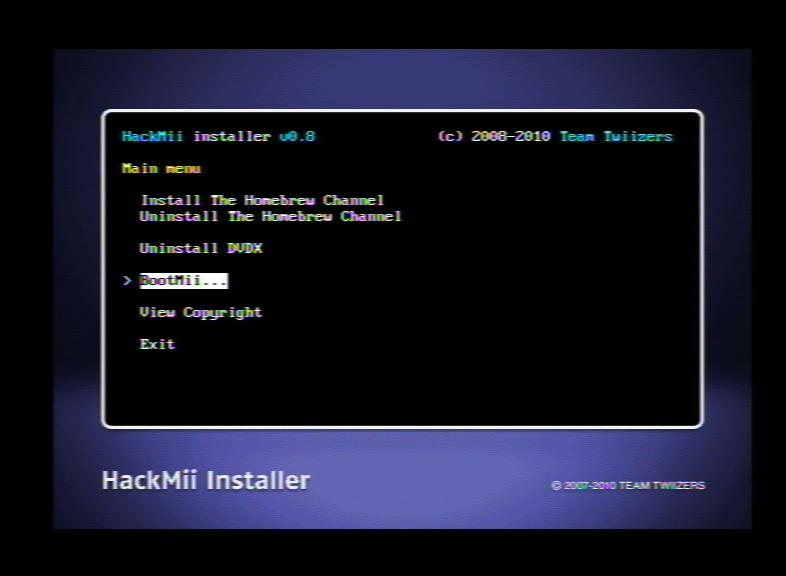 HackMii installer v0.8 (c) 2008-2010 Team Twiizers
Main menu
Install The Homebrew Channel
Uninstall The Homebrew Channel
Uninstall DVDX
> BootMii...
View Copyright
Exit
HackMii Installer © 2007-2010 TEAM TWIIZERS